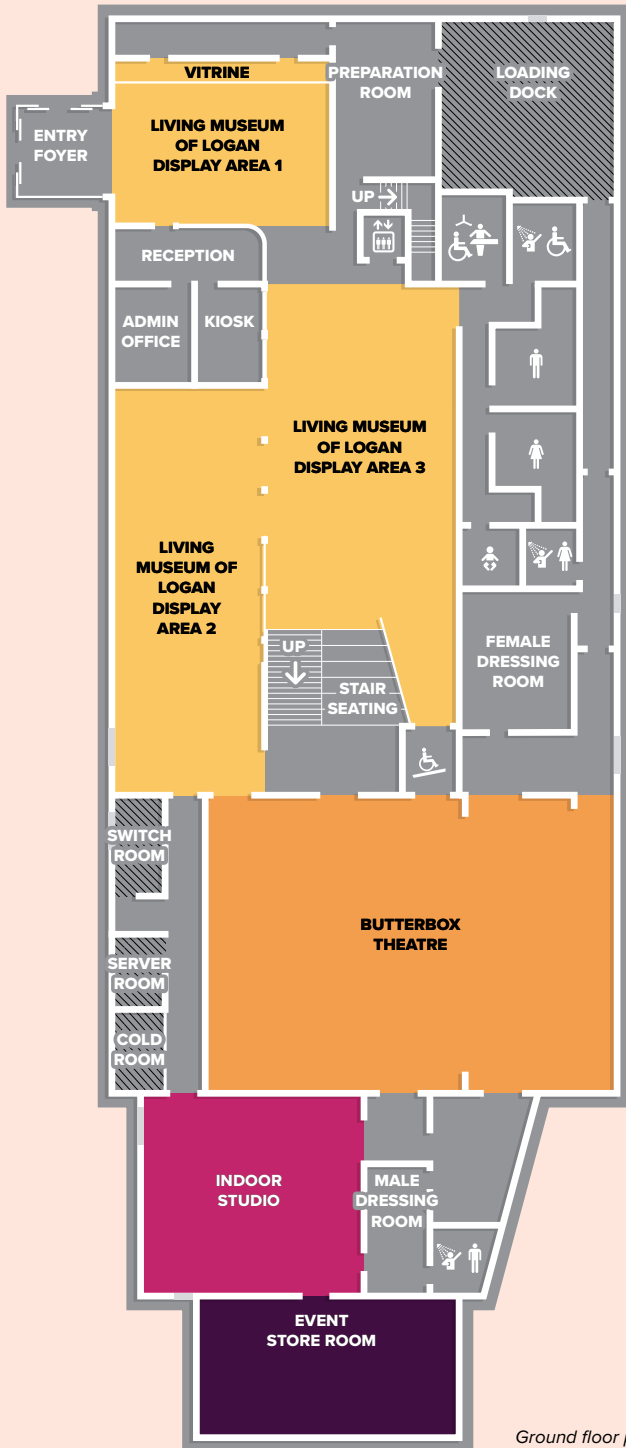 VITRINE
PREPARATION
ROOM
LOADING
DOCK
ENTRY
FOYER
LIVING MUSEUM
OF LOGAN
DISPLAY AREA 1
UP
RECEPTION
ADMIN
OFFICE
KIOSK
LIVING MUSEUM
OF LOGAN
DISPLAY AREA 3
LIVING
MUSEUM OF
LOGAN
DISPLAY
AREA 2
UP
STAIR
SEATING
FEMALE
DRESSING
ROOM
SWITCH
ROOM
BUTTERBOX
THEATRE
SERVER
ROOM
COLD
ROOM
INDOOR
STUDIO
MALE
DRESSING
ROOM
EVENT
STORE ROOM
Ground floor